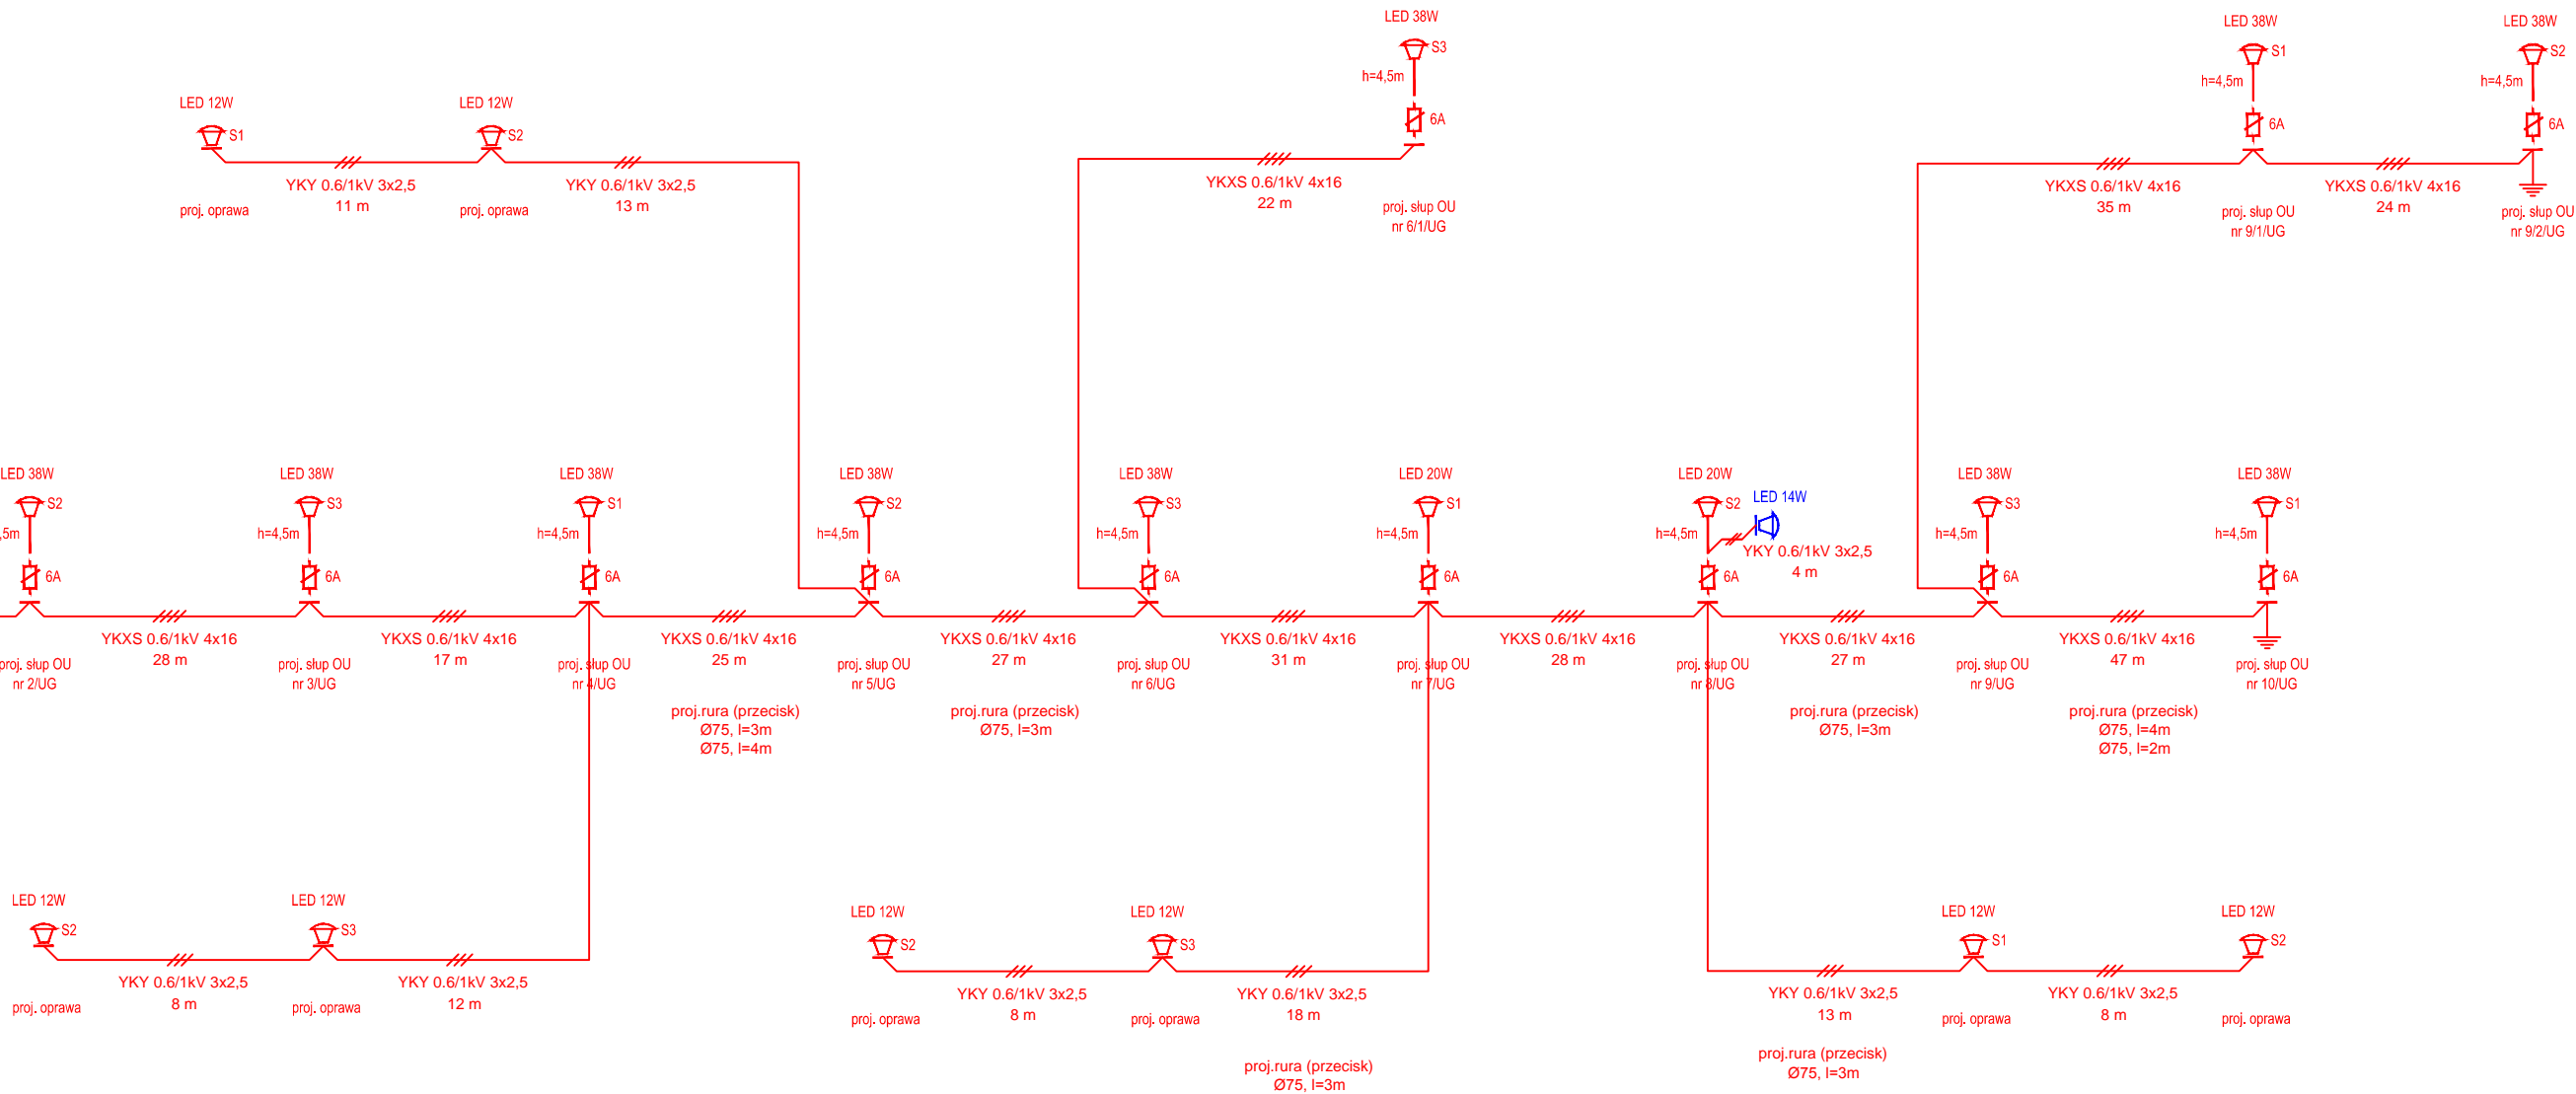 LED 38W
S3
h=4,5m
6A
YKXS 0.6/1kV 4x16
22 m
proj. słup OU
nr 6/1/UG
LED 38W
S1
h=4,5m
6A
YKXS 0.6/1kV 4x16
35 m
proj. słup OU
nr 9/1/UG
LED 38W
S2
h=4,5m
6A
YKXS 0.6/1kV 4x16
24 m
proj. słup OU
nr 9/2/UG
LED 12W
S1
YKY 0.6/1kV 3x2,5
11 m
proj. oprawa
LED 12W
S2
YKY 0.6/1kV 3x2,5
13 m
proj. oprawa
LED 38W
S2
,5m
6A
YKXS 0.6/1kV 4x16
28 m
proj. słup OU
nr 2/UG
LED 38W
S3
h=4,5m
6A
YKXS 0.6/1kV 4x16
17 m
proj. słup OU
nr 3/UG
LED 38W
S1
h=4,5m
6A
YKXS 0.6/1kV 4x16
25 m
proj. słup OU
nr 4/UG
proj.rura (przecisk)
Ø75, l=3m
Ø75, l=4m
LED 38W
S2
h=4,5m
6A
YKXS 0.6/1kV 4x16
27 m
proj. słup OU
nr 5/UG
proj.rura (przecisk)
Ø75, l=3m
LED 38W
S3
h=4,5m
6A
YKXS 0.6/1kV 4x16
31 m
proj. słup OU
nr 6/UG
LED 20W
S1
h=4,5m
6A
YKXS 0.6/1kV 4x16
28 m
proj. słup OU
nr 7/UG
LED 20W
S2
h=4,5m
6A
LED 14W
YKY 0.6/1kV 3x2,5
4 m
YKXS 0.6/1kV 4x16
27 m
proj. słup OU
nr 8/UG
proj.rura (przecisk)
Ø75, l=3m
LED 38W
S3
h=4,5m
6A
YKXS 0.6/1kV 4x16
47 m
proj. słup OU
nr 9/UG
proj.rura (przecisk)
Ø75, l=4m
Ø75, l=2m
LED 38W
S1
h=4,5m
6A
proj. słup OU
nr 10/UG
LED 12W
S2
YKY 0.6/1kV 3x2,5
8 m
proj. oprawa
LED 12W
S3
YKY 0.6/1kV 3x2,5
12 m
proj. oprawa
LED 12W
S2
YKY 0.6/1kV 3x2,5
8 m
proj. oprawa
LED 12W
S3
YKY 0.6/1kV 3x2,5
18 m
proj. oprawa
proj.rura (przecisk)
Ø75, l=3m
YKY 0.6/1kV 3x2,5
13 m
proj.rura (przecisk)
Ø75, l=3m
LED 12W
S1
proj. oprawa
YKY 0.6/1kV 3x2,5
8 m
LED 12W
S2
proj. oprawa